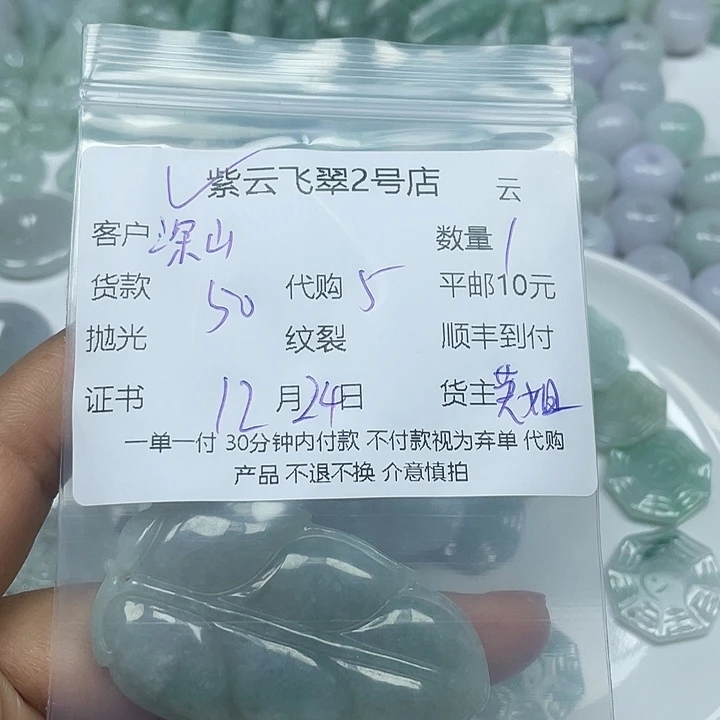 紫云飞翠2号店 云
客户 深山 数量 1
货款 50 代购 5 平邮10元
抛光 纹裂 顺丰到付
证书 12月24日 货主 英姐
一单一付 30分钟内付款 不付款视为弃单 代购
产品 不退不换 介意慎拍